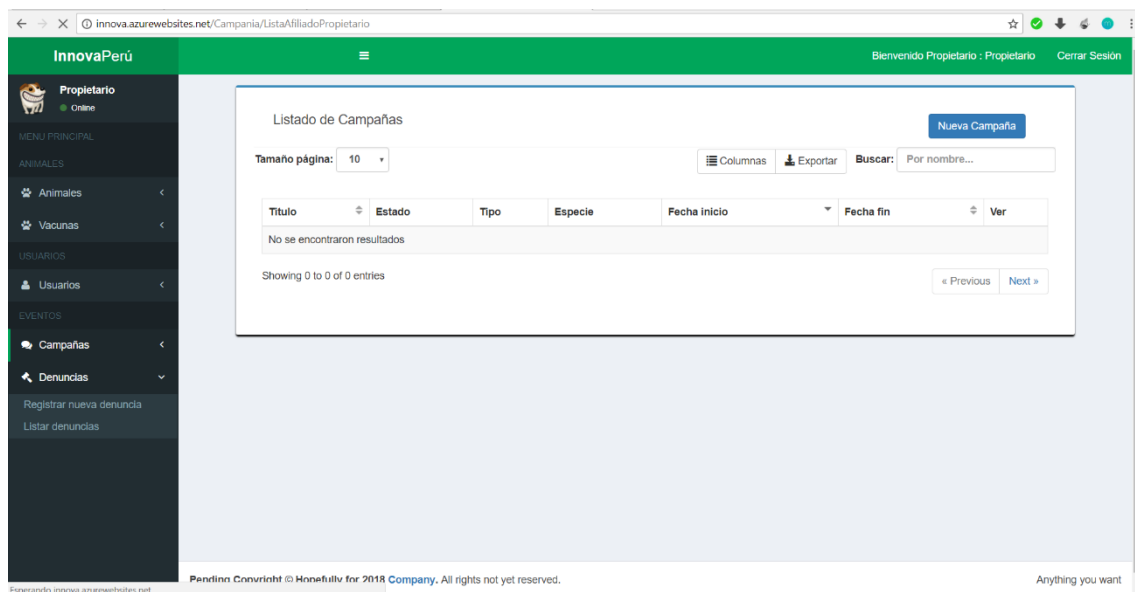 innova.azurewebsites.net/Campania/ListaAfiliadoPropietario
InnovaPerú
Bienvenido Propietario : Propietario Cerrar Sesión
Propietario
Online
MENU PRINCIPAL
ANIMALES
Animales
Vacunas
USUARIOS
Usuarios
EVENTOS
Campañas
Denuncias
Registrar nueva denuncia
Listar denuncias
Listado de Campañas
Nueva Campaña
Tamaño página: 10
Columnas Exportar Buscar: Por nombre...
Titulo Estado Tipo Especie Fecha inicio Fecha fin Ver
No se encontraron resultados
Showing 0 to 0 of 0 entries
« Previous Next »
Pending Copyright © Hopefully for 2018 Company. All rights not yet reserved.
Anything you want
Esperando innova.azurewebsites.net